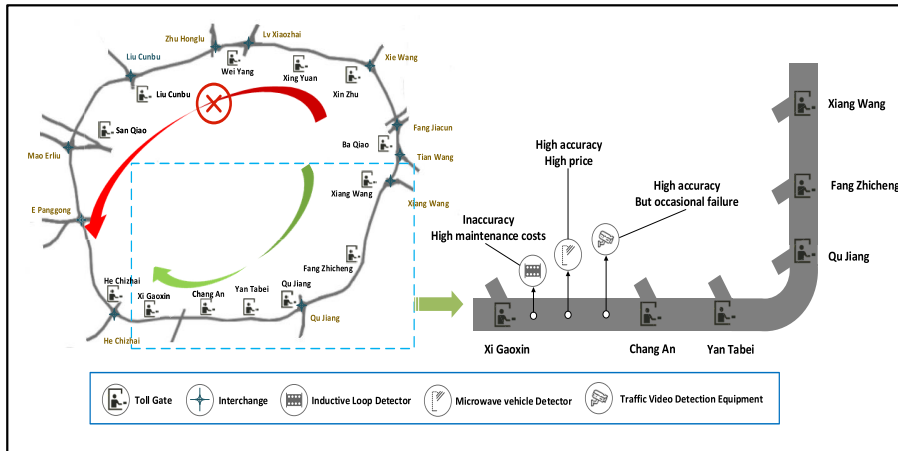 Zhu Honglu
Lv Xiaozhai
Liu Cunbu
Wei Yang
Xie Wang
Xing Yuan
Xin Zhu
Liu Cunbu
San Qiao
Fang Jiacun
Ba Qiao
Mao Erliu
Tian Wang
Xiang Wang
Xiang Wang
E Panggong
Fang Zhicheng
He Chizhai
Xi Gaoxin
Chang An
Yan Tabei
Qu Jiang
Qu Jiang
He Chizhai
Inaccuracy
High maintenance costs
High accuracy
High price
High accuracy
But occasional failure
Xiang Wang
Fang Zhicheng
Qu Jiang
Xi Gaoxin
Chang An
Yan Tabei
Toll Gate
Interchange
Inductive Loop Detector
Microwave vehicle Detector
Traffic Video Detection Equipment